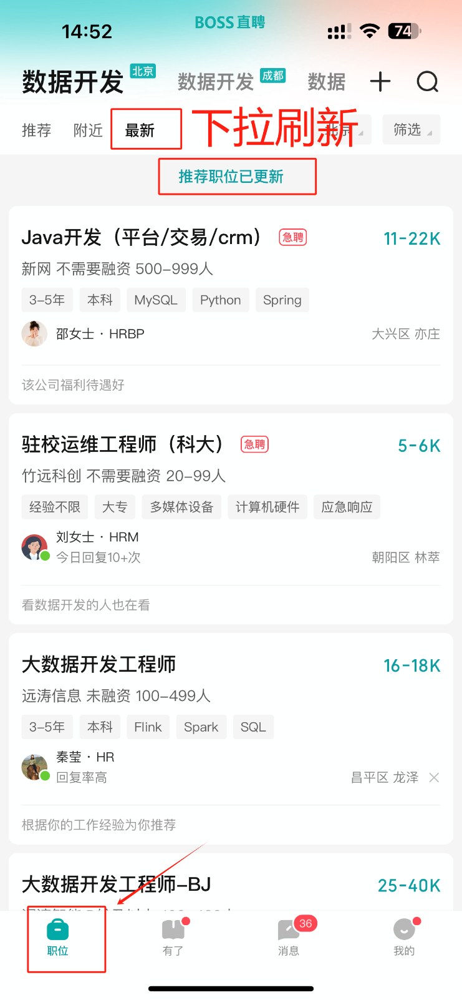 14:52
BOSS直聘
74
数据开发 北京 数据开发 成都 数据
推荐 附近 最新 下拉刷新 北京 筛选
推荐职位已更新
Java开发（平台/交易/crm） 急聘 11-22K
新网 不需要融资 500-999人
3-5年 本科 MySQL Python Spring
邵女士 · HRBP 大兴区 亦庄
该公司福利待遇好
驻校运维工程师（科大） 急聘 5-6K
竹远科创 不需要融资 20-99人
经验不限 大专 多媒体设备 计算机硬件 应急响应
刘女士 · HRM
今日回复10+次 朝阳区 林萃
看数据开发的人也在看
大数据开发工程师 16-18K
远涛信息 未融资 100-499人
3-5年 本科 Flink Spark SQL
秦莹 · HR
回复率高 昌平区 龙泽
根据你的工作经验为你推荐
大数据开发工程师-BJ 25-40K
职位 有了 消息 36 我的